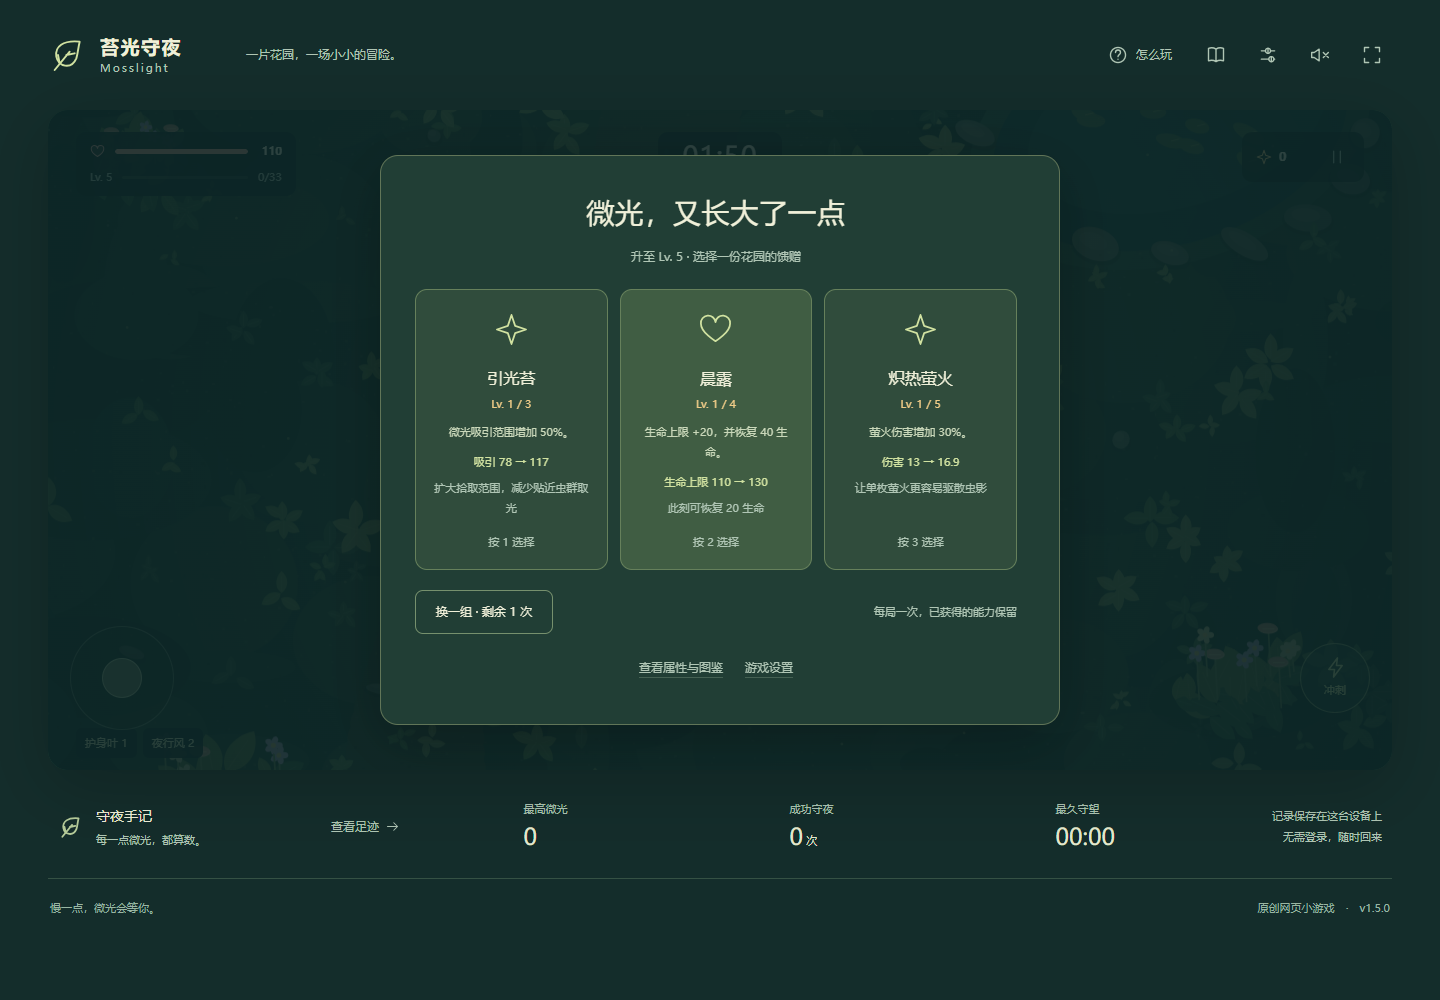 苔光守夜
Mosslight
一片花园，一场小小的冒险。
怎么玩
110
Lv. 5
0/33
01:50
0
微光，又长大了一点
升至 Lv. 5 · 选择一份花园的馈赠
引光苔
Lv. 1 / 3
微光吸引范围增加 50%。
吸引 78 → 117
扩大拾取范围，减少贴近虫群取
光
按 1 选择
晨露
Lv. 1 / 4
生命上限 +20，并恢复 40 生
命。
生命上限 110 → 130
此刻可恢复 20 生命
按 2 选择
炽热萤火
Lv. 1 / 5
萤火伤害增加 30%。
伤害 13 → 16.9
让单枚萤火更容易驱散虫影
按 3 选择
换一组 · 剩余 1 次
每局一次，已获得的能力保留
查看属性与图鉴
游戏设置
冲刺
护身叶 1
夜行风 2
守夜手记
每一点微光，都算数。
查看足迹 →
最高微光
0
成功守夜
0 次
最久守望
00:00
记录保存在这台设备上
无需登录，随时回来
慢一点，微光会等你。
原创网页小游戏 · v1.5.0